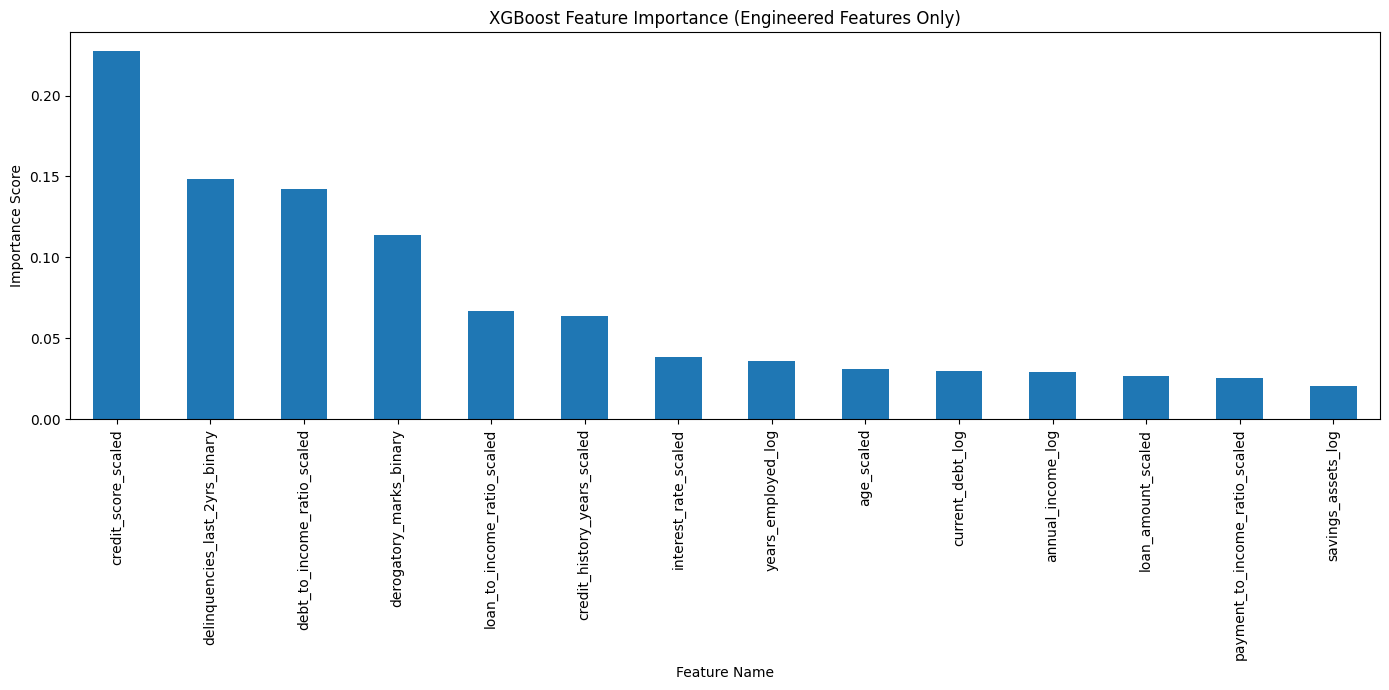 XGBoost Feature Importance (Engineered Features Only)
Importance Score
0.20
0.15
0.10
0.05
0.00
credit_score_scaled
delinquencies_last_2yrs_binary
debt_to_income_ratio_scaled
derogatory_marks_binary
loan_to_income_ratio_scaled
credit_history_years_scaled
interest_rate_scaled
years_employed_log
age_scaled
current_debt_log
annual_income_log
loan_amount_scaled
payment_to_income_ratio_scaled
savings_assets_log
Feature Name